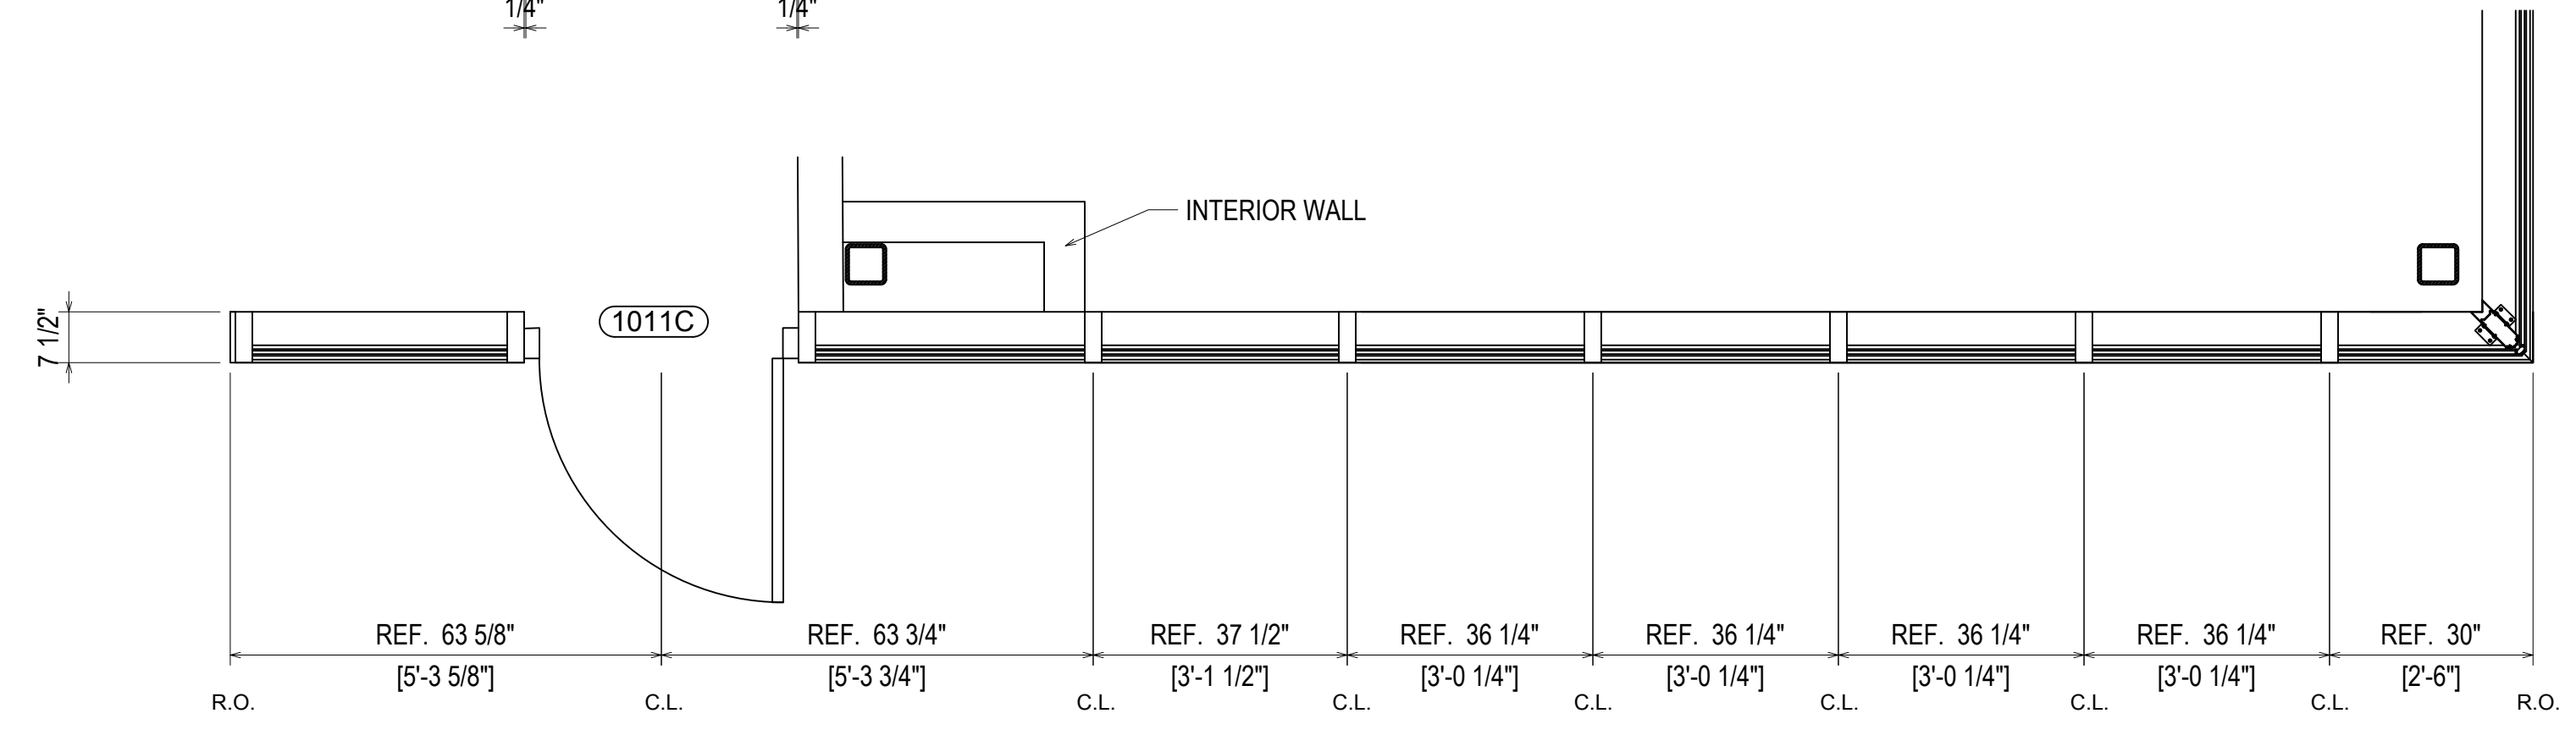 1/4" 1/4"
INTERIOR WALL
7 1/2"
1011C
REF. 63 5/8" REF. 63 3/4" REF. 37 1/2" REF. 36 1/4" REF. 36 1/4" REF. 36 1/4" REF. 36 1/4" REF. 30"
[5'-3 5/8"] [5'-3 3/4"] [3'-1 1/2"] [3'-0 1/4"] [3'-0 1/4"] [3'-0 1/4"] [3'-0 1/4"] [2'-6"]
R.O. C.L. C.L. C.L. C.L. C.L. C.L. C.L. R.O.